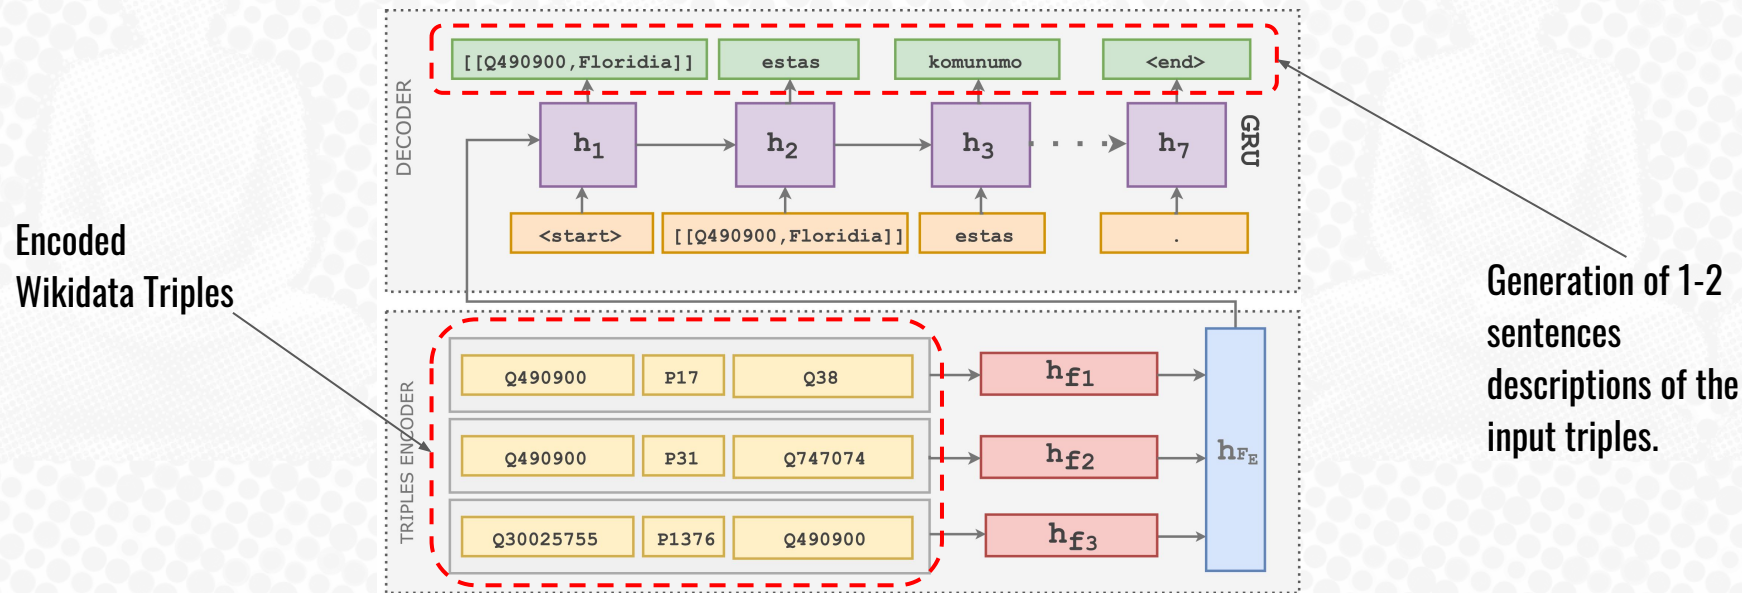 DECODER
[[Q490900,Floridia]] estas komunumo <end>
h1 h2 h3 . . . . h7 GRU
<start> [[Q490900,Floridia]] estas .
Encoded
Wikidata Triples
Generation of 1-2
sentences
descriptions of the
input triples.
TRIPLES ENCODER
Q490900 P17 Q38 hf1
Q490900 P31 Q747074 hf2 hFE
Q30025755 P1376 Q490900 hf3